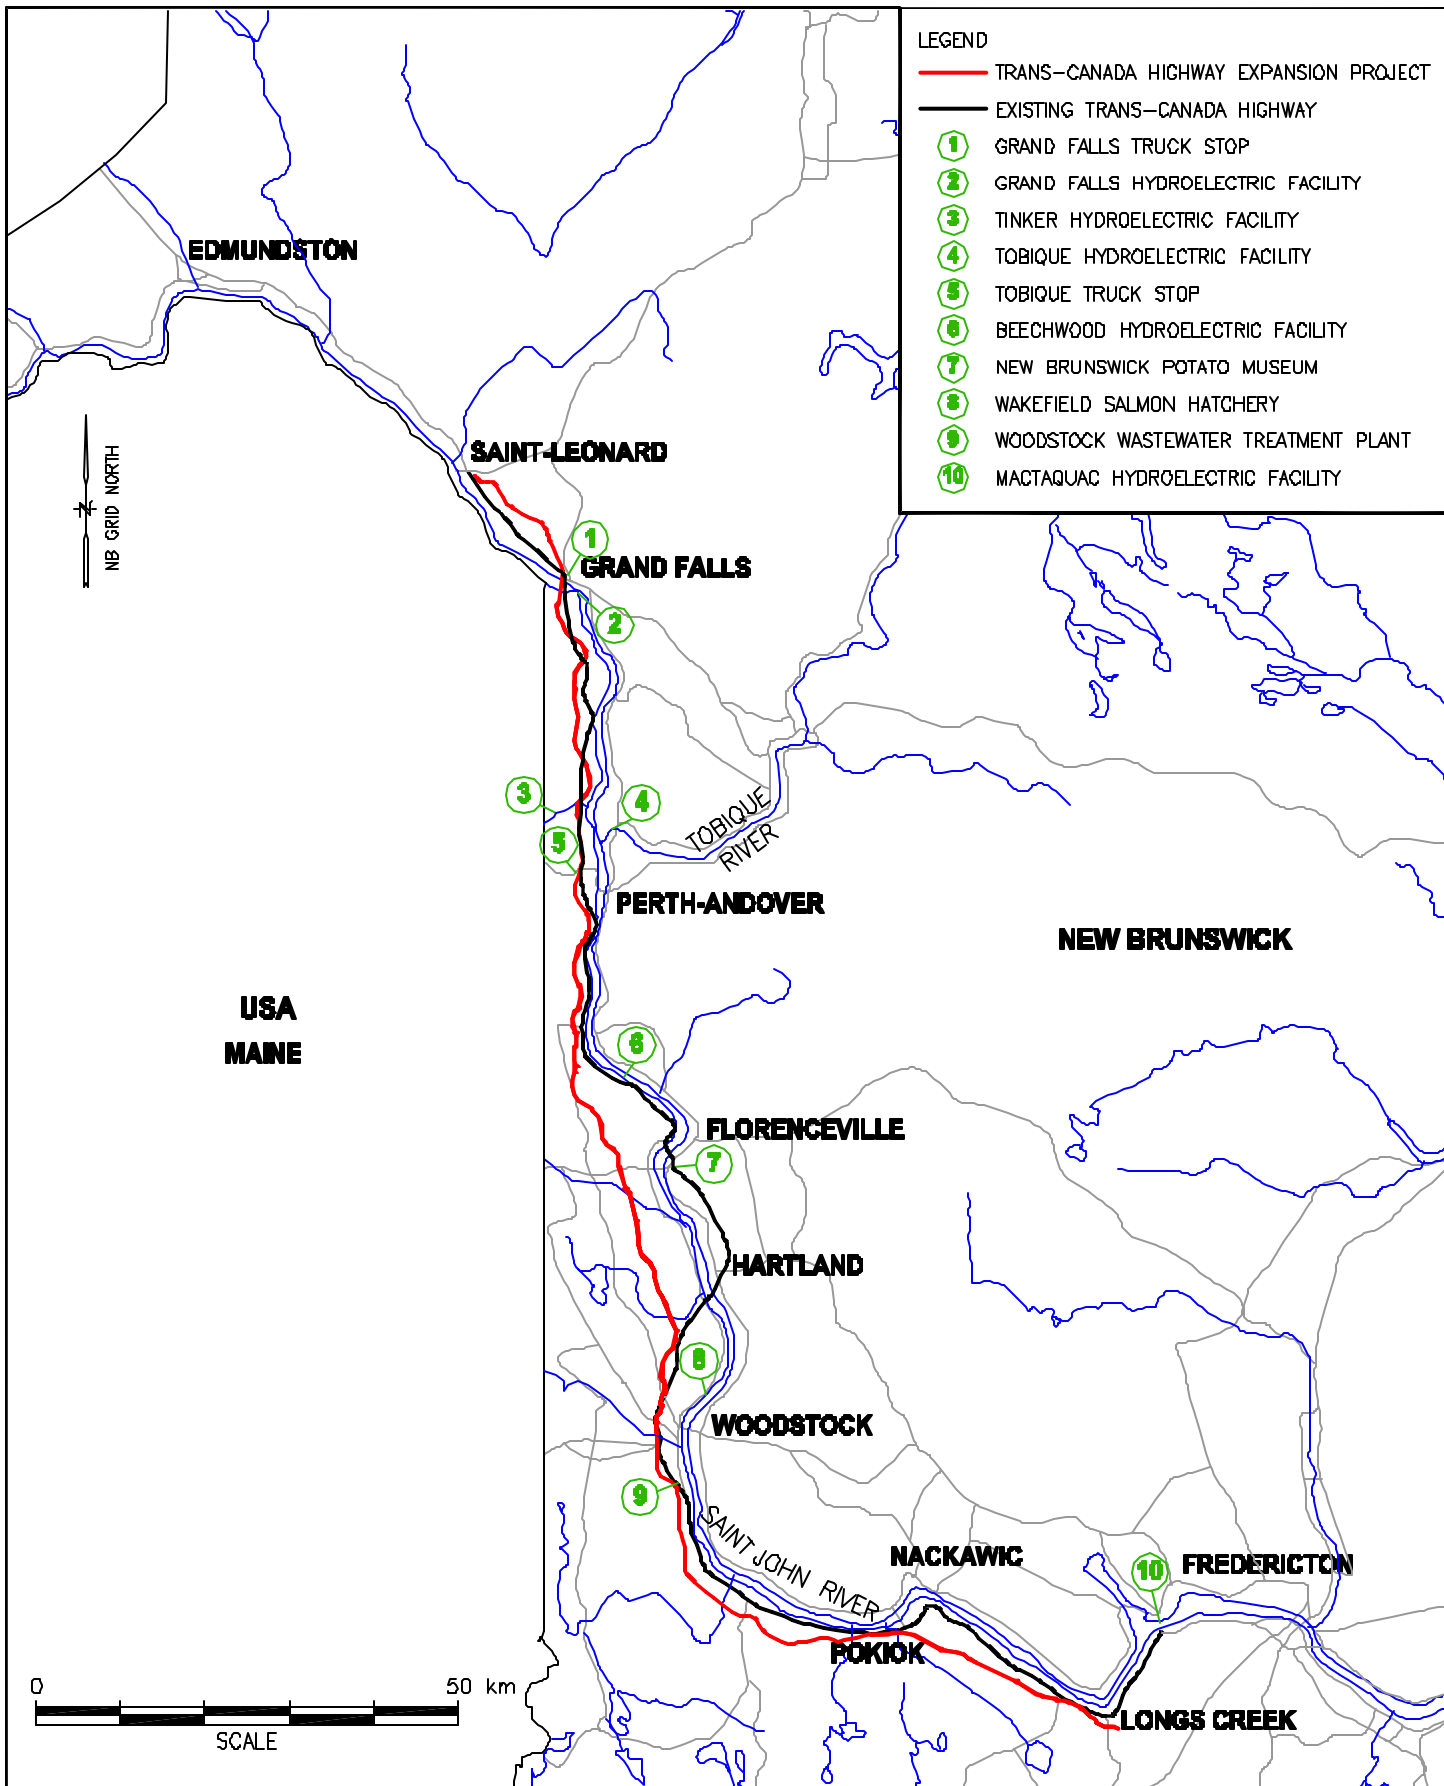 LEGEND
TRANS-CANADA HIGHWAY EXPANSION PROJECT
EXISTING TRANS-CANADA HIGHWAY
1 GRAND FALLS TRUCK STOP
2 GRAND FALLS HYDROELECTRIC FACILITY
3 TINKER HYDROELECTRIC FACILITY
4 TOBIQUE HYDROELECTRIC FACILITY
5 TOBIQUE TRUCK STOP
6 BEECHWOOD HYDROELECTRIC FACILITY
7 NEW BRUNSWICK POTATO MUSEUM
8 WAKEFIELD SALMON HATCHERY
9 WOODSTOCK WASTEWATER TREATMENT PLANT
10 MACTAQUAC HYDROELECTRIC FACILITY
EDMUNDSTON
SAINT-LEONARD
NB GRID NORTH
N
1
GRAND FALLS
2
3
4
TOBIQUE
RIVER
5
PERTH-ANDOVER
NEW BRUNSWICK
USA
MAINE
6
FLORENCEVILLE
7
HARTLAND
8
WOODSTOCK
9
SAINT JOHN RIVER
NACKAWIC
10
FREDERICTON
POKIOK
LONGS CREEK
0
50 km
SCALE